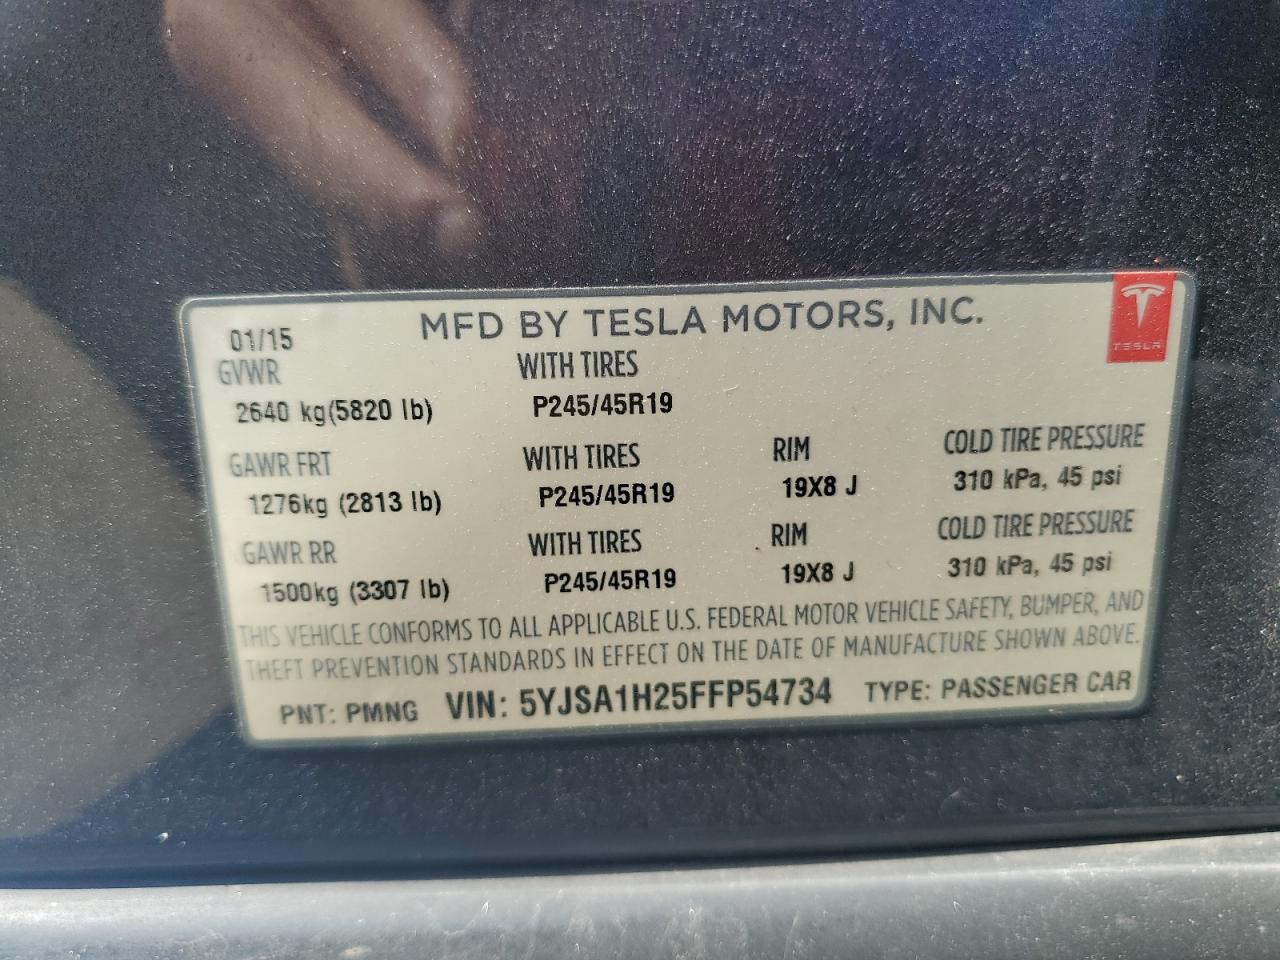 MFD BY TESLA MOTORS, INC.
TESLA
01/15
GVWR WITH TIRES
2640 kg(5820 lb) P245/45R19
GAWR FRT WITH TIRES RIM COLD TIRE PRESSURE
1276kg (2813 lb) P245/45R19 19X8 J 310 kPa, 45 psi
GAWR RR WITH TIRES RIM COLD TIRE PRESSURE
1500kg (3307 lb) P245/45R19 19X8 J 310 kPa, 45 psi
THIS VEHICLE CONFORMS TO ALL APPLICABLE U.S. FEDERAL MOTOR VEHICLE SAFETY, BUMPER, AND
THEFT PREVENTION STANDARDS IN EFFECT ON THE DATE OF MANUFACTURE SHOWN ABOVE.
PNT: PMNG VIN: 5YJSA1H25FFP54734 TYPE: PASSENGER CAR